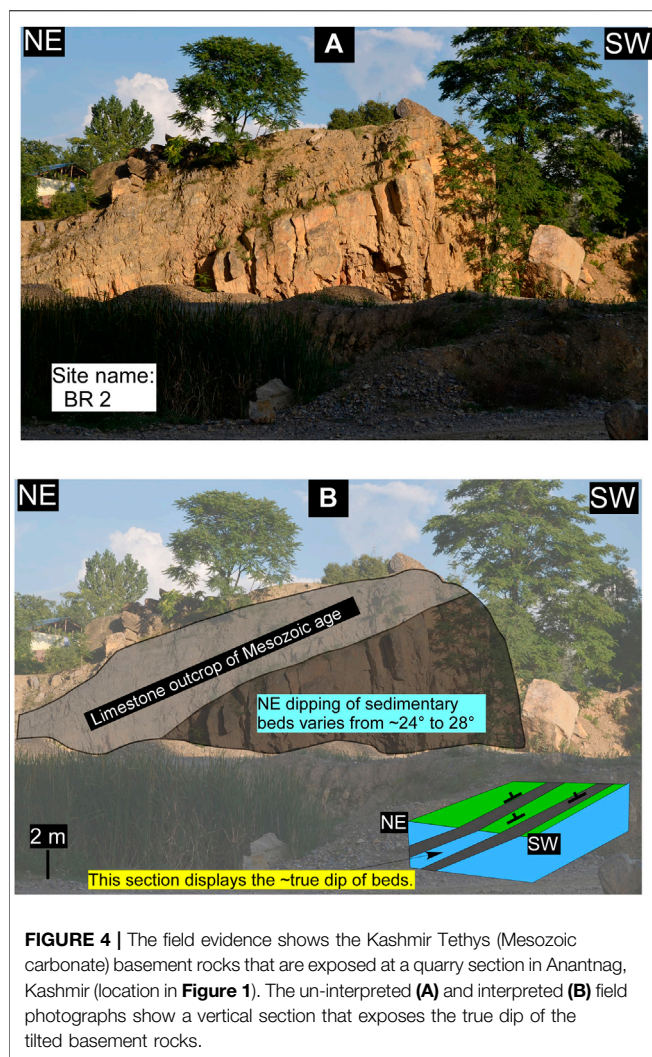 NE
A
SW
Site name:
BR 2
NE
B
SW
Limestone outcrop of Mesozoic age
NE dipping of sedimentary
beds varies from ~24° to 28°
NE
SW
2 m
This section displays the ~true dip of beds.
FIGURE 4 | The field evidence shows the Kashmir Tethys (Mesozoic
carbonate) basement rocks that are exposed at a quarry section in Anantnag,
Kashmir (location in Figure 1). The un-interpreted (A) and interpreted (B) field
photographs show a vertical section that exposes the true dip of the
tilted basement rocks.